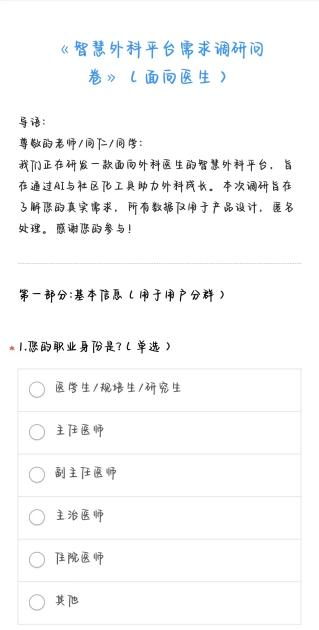 《智慧外科平台需求调研问
卷》（面向医生）
导语：
尊敬的老师/同仁/同学：
我们正在研发一款面向外科医生的智慧外科平台，旨
在通过AI与社区化工具助力外科成长。本次调研旨在
了解您的真实需求，所有数据仅用于产品设计，匿名
处理。感谢您的参与！
第一部分:基本信息（用于用户分群）
*1.您的职业身份是?（单选）
医学生/规培生/研究生
主任医师
副主任医师
主治医师
住院医师
其他